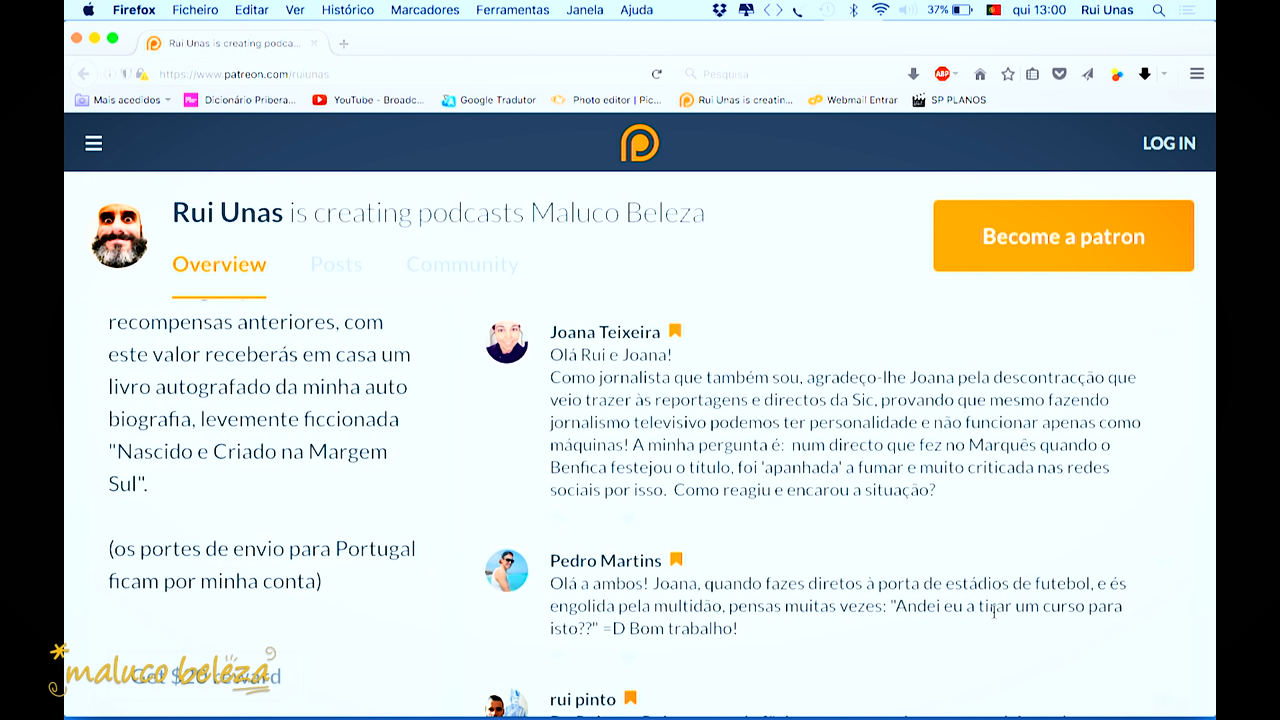 Firefox Ficheiro Editar Ver Histórico Marcadores Ferramentas Janela Ajuda 37% qui 13:00 Rui Unas
Rui Unas is creating podca...
https://www.patreon.com/ruiunas Pesquisa ABP
Mais acedidos Dicionário Pribera... YouTube - Broadc... Google Tradutor Photo editor | Pic... Rui Unas is creatin... Webmail Entrar SP PLANOS
LOG IN
Rui Unas is creating podcasts Maluco Beleza
Become a patron
Overview Posts Community
recompensas anteriores, com
este valor receberás em casa um
livro autografado da minha auto
biografia, levemente ficcionada
"Nascido e Criado na Margem
Sul".
(os portes de envio para Portugal
ficam por minha conta)
Get $20 reward
maluco beleza
Joana Teixeira
Olá Rui e Joana!
Como jornalista que também sou, agradeço-lhe Joana pela descontracção que
veio trazer às reportagens e directos da Sic, provando que mesmo fazendo
jornalismo televisivo podemos ter personalidade e não funcionar apenas como
máquinas! A minha pergunta é: num directo que fez no Marquês quando o
Benfica festejou o título, foi 'apanhada' a fumar e muito criticada nas redes
sociais por isso. Como reagiu e encarou a situação?
Pedro Martins
Olá a ambos! Joana, quando fazes diretos à porta de estádios de futebol, e és
engolida pela multidão, pensas muitas vezes: "Andei eu a tirar um curso para
isto??" =D Bom trabalho!
rui pinto